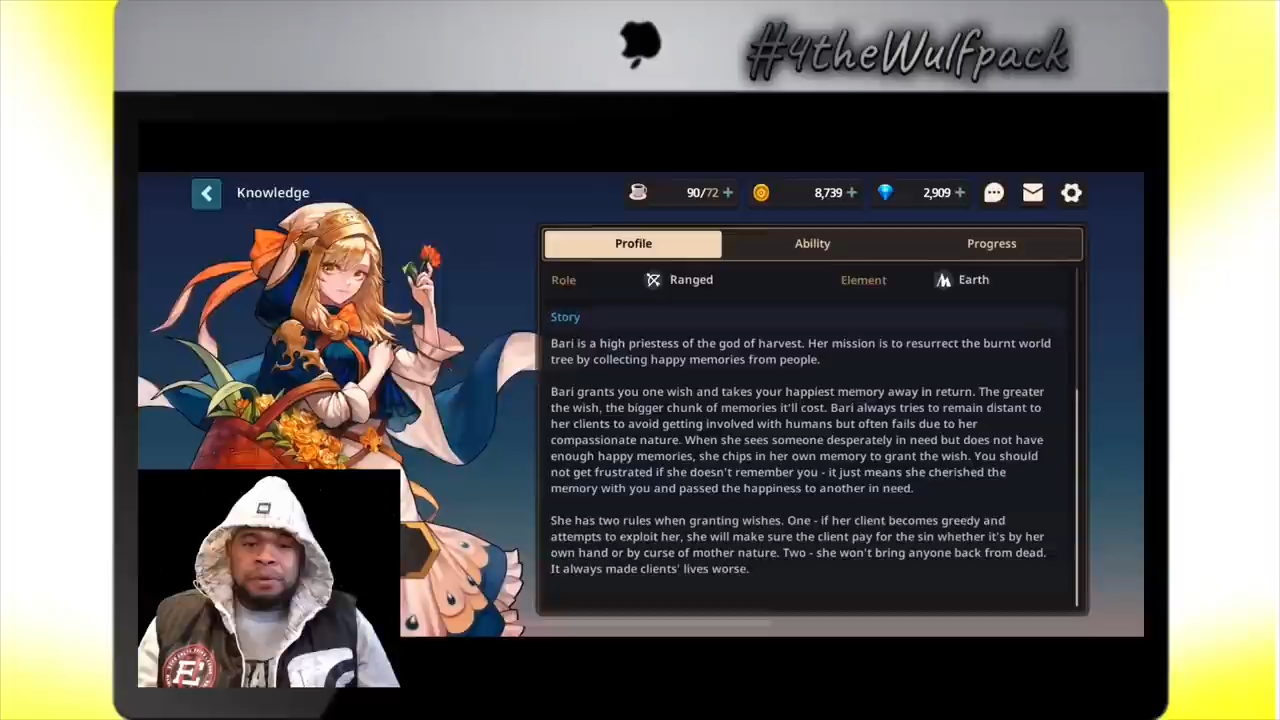 #4theWulfpack
Knowledge
90/72
8,739
2,909
Profile
Ability
Progress
Role
Ranged
Element
Earth
Story
Bari is a high priestess of the god of harvest. Her mission is to resurrect the burnt world
tree by collecting happy memories from people.
Bari grants you one wish and takes your happiest memory away in return. The greater
the wish, the bigger chunk of memories it'll cost. Bari always tries to remain distant to
her clients to avoid getting involved with humans but often fails due to her
compassionate nature. When she sees someone desperately in need but does not have
enough happy memories, she chips in her own memory to grant the wish. You should
not get frustrated if she doesn't remember you - it just means she cherished the
memory with you and passed the happiness to another in need.
She has two rules when granting wishes. One - if her client becomes greedy and
attempts to exploit her, she will make sure the client pay for the sin whether it's by her
own hand or by curse of mother nature. Two - she won't bring anyone back from dead.
It always made clients' lives worse.